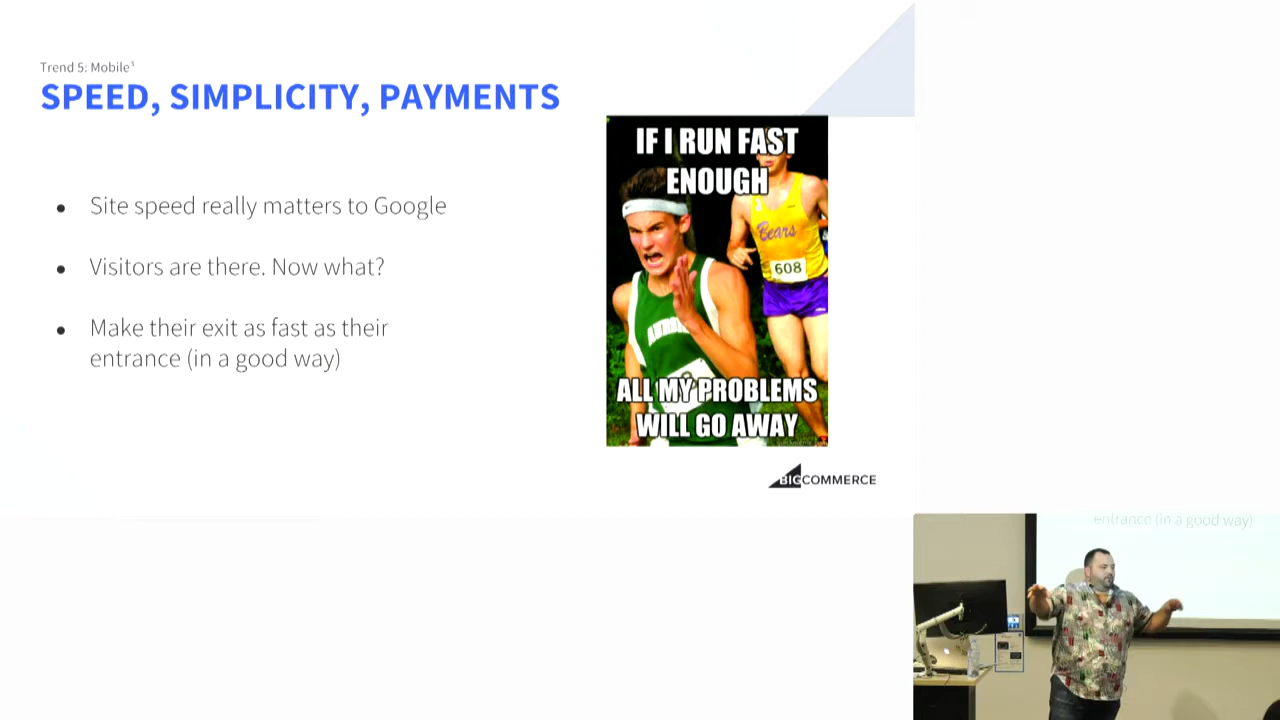 Trend 5: Mobile¹
SPEED, SIMPLICITY, PAYMENTS
● Site speed really matters to Google
● Visitors are there. Now what?
● Make their exit as fast as their
entrance (in a good way)
IF I RUN FAST
ENOUGH
Bears
608
ALL MY PROBLEMS
WILL GO AWAY
BIGCOMMERCE
entrance (in a good way)